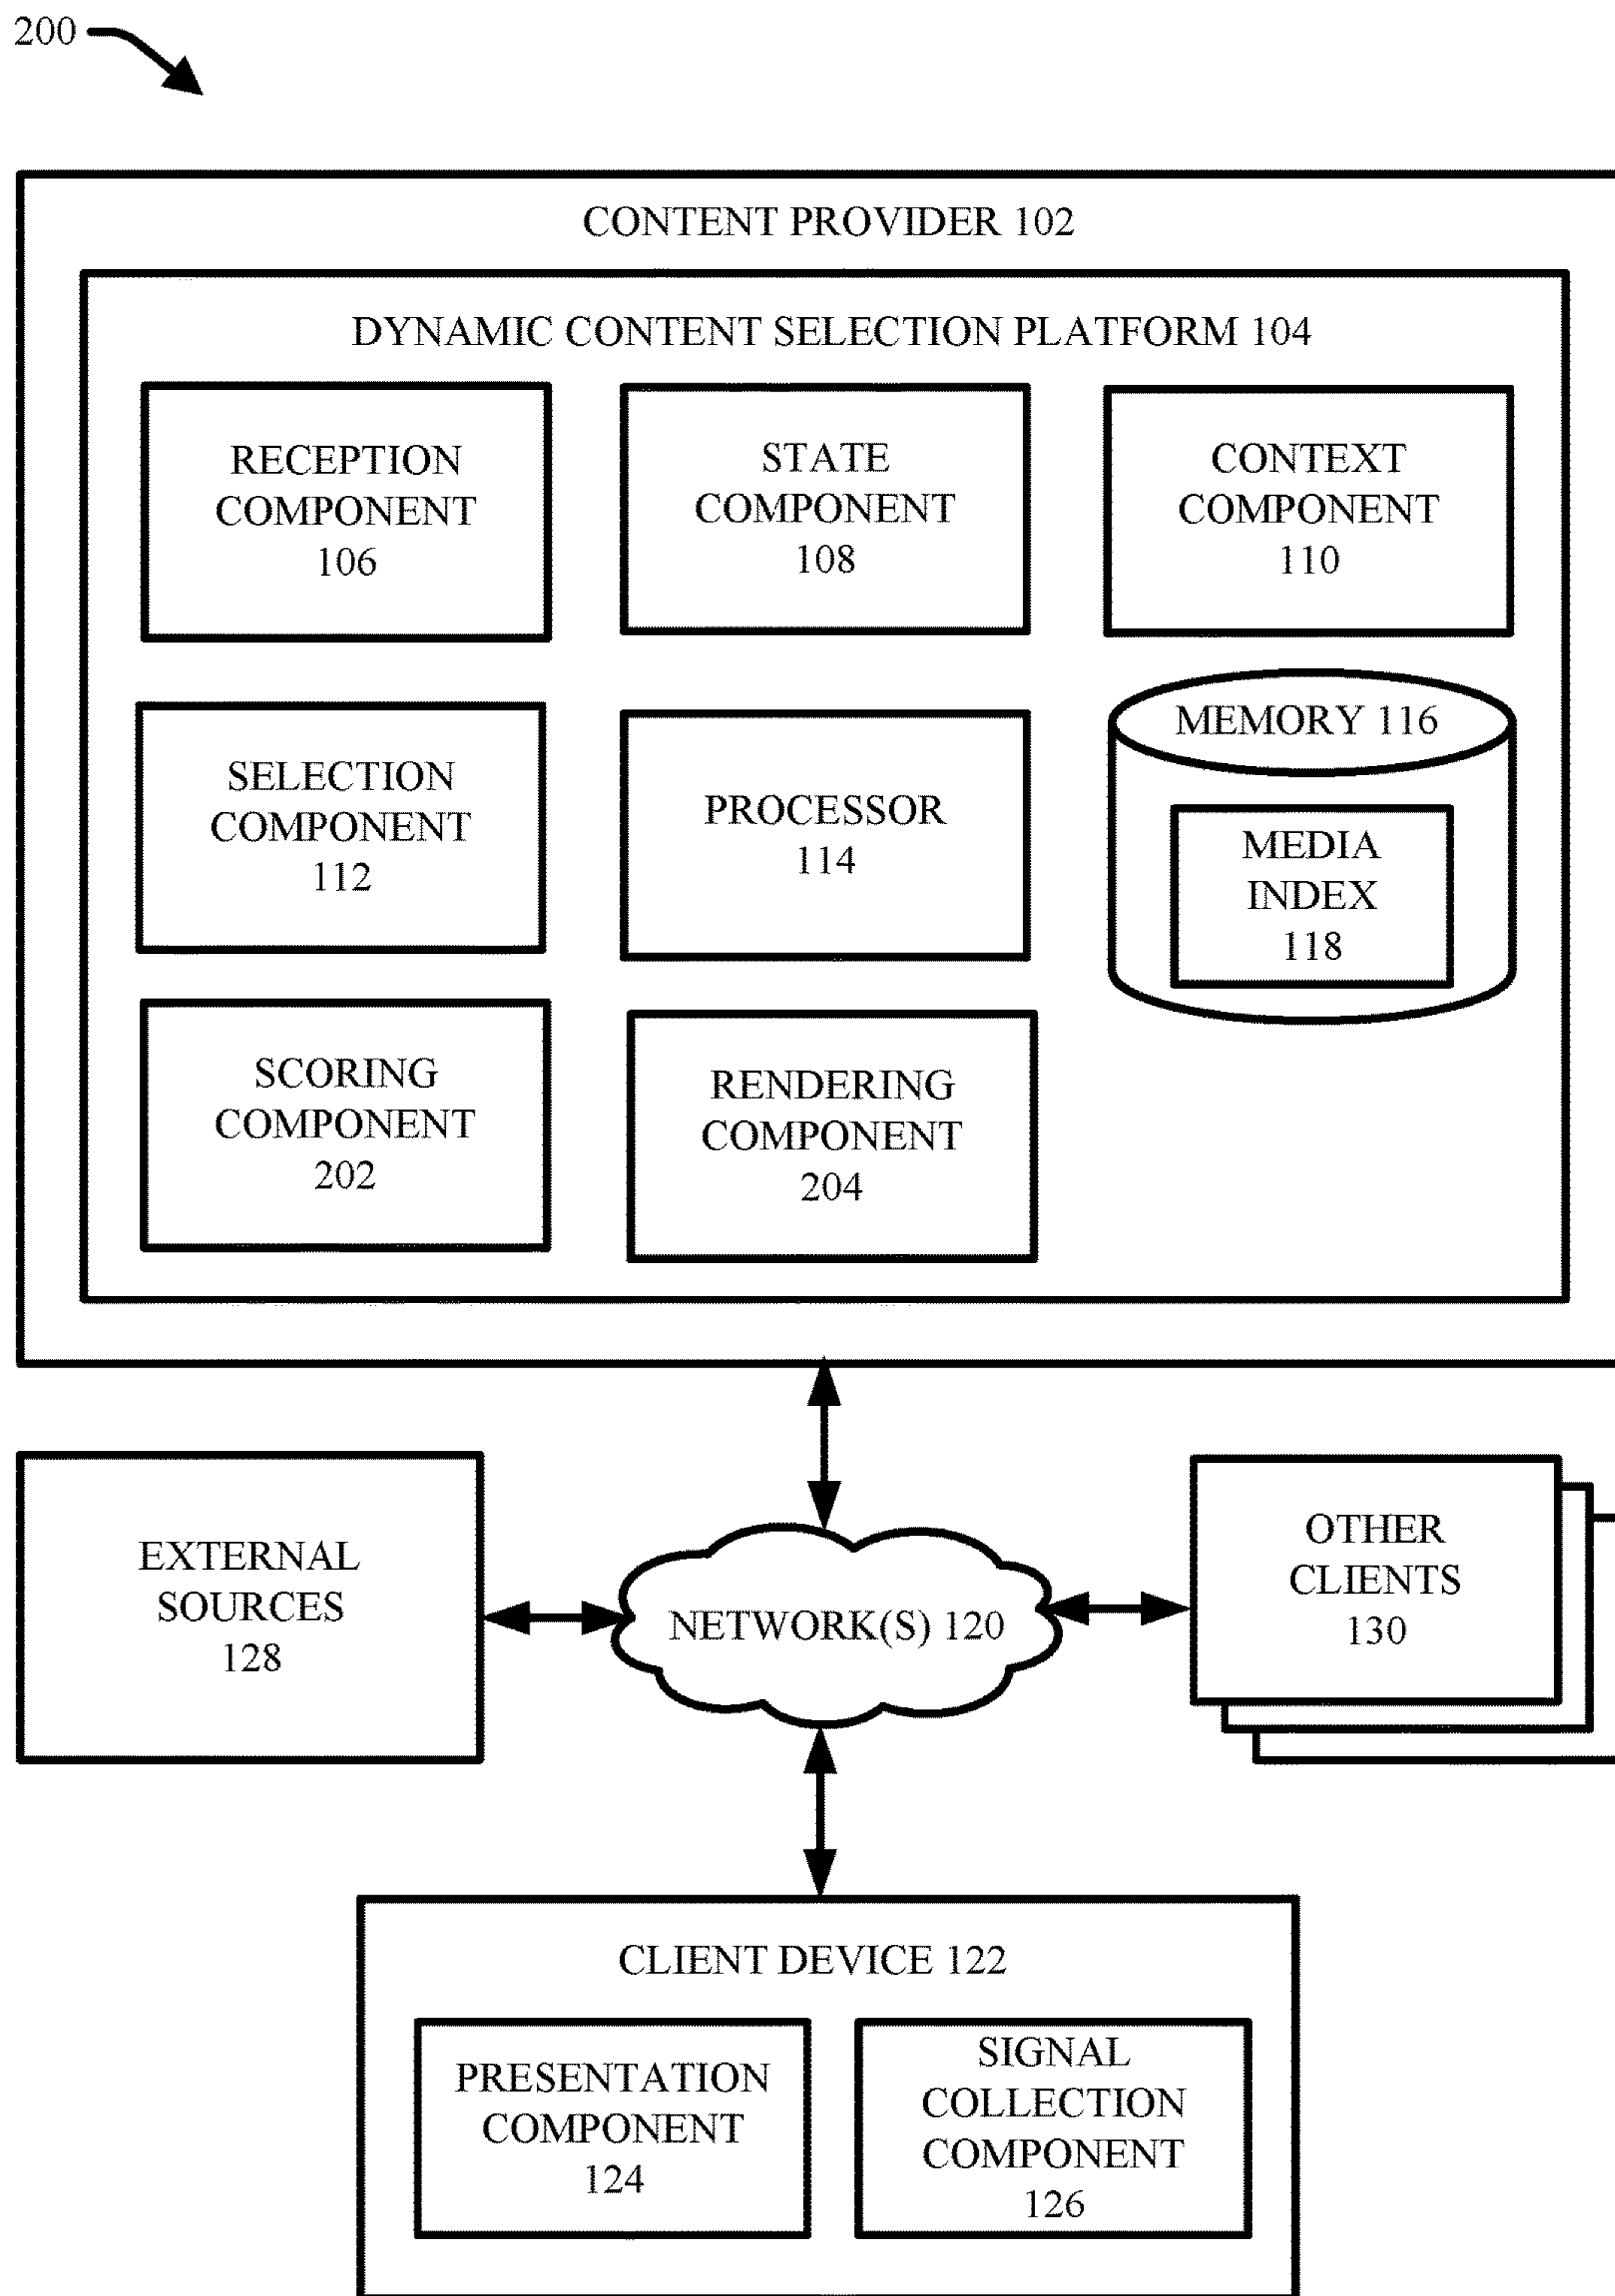 200
CONTENT PROVIDER 102
DYNAMIC CONTENT SELECTION PLATFORM 104
RECEPTION
COMPONENT
106
STATE
COMPONENT
108
CONTEXT
COMPONENT
110
SELECTION
COMPONENT
112
PROCESSOR
114
MEMORY 116
MEDIA
INDEX
118
SCORING
COMPONENT
202
RENDERING
COMPONENT
204
EXTERNAL
SOURCES
128
NETWORK(S) 120
OTHER
CLIENTS
130
CLIENT DEVICE 122
PRESENTATION
COMPONENT
124
SIGNAL
COLLECTION
COMPONENT
126